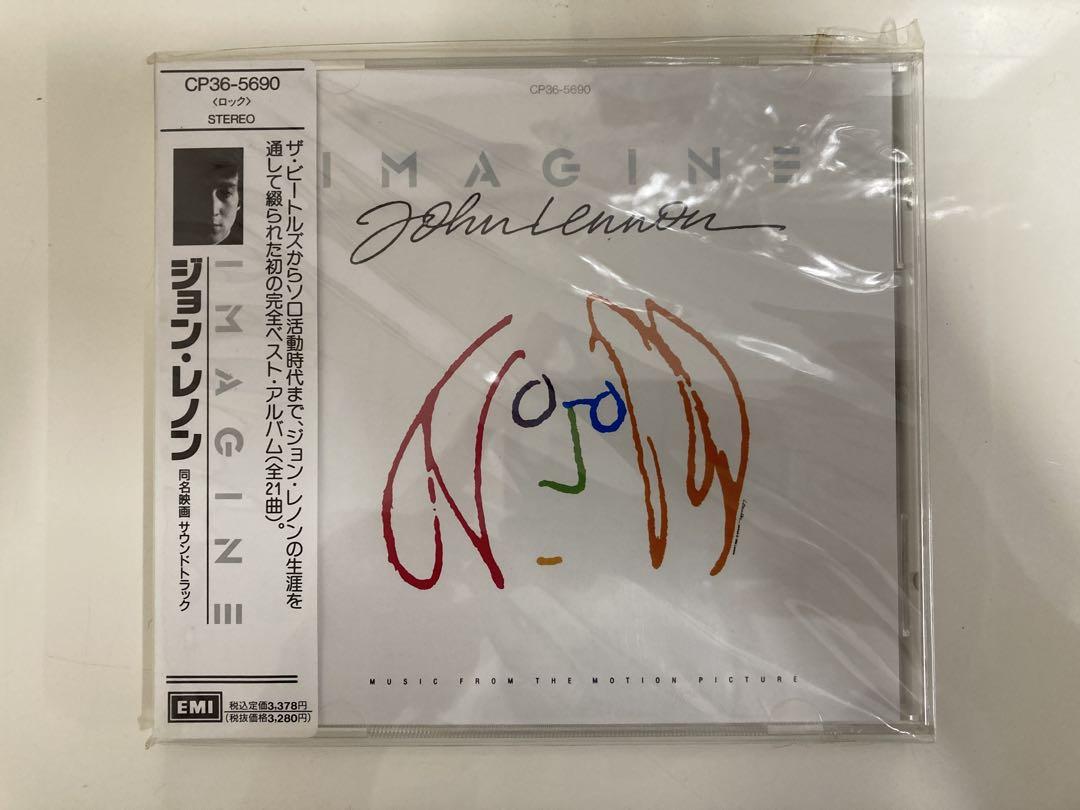 CP36-5690
〈ロック〉
STEREO
ザ・ビートルズからソロ活動時代まで、ジョン・レノンの生涯を
通して綴られた初の完全ベスト・アルバム(全21曲)。
IMAGINE
ジョン・レノン
同名映画 サウンドトラック
EMI
税込定価3,378円
(税抜価格3,280円)
CP36-5690
IMAGINE
John Lennon
MUSIC FROM THE MOTION PICTURE